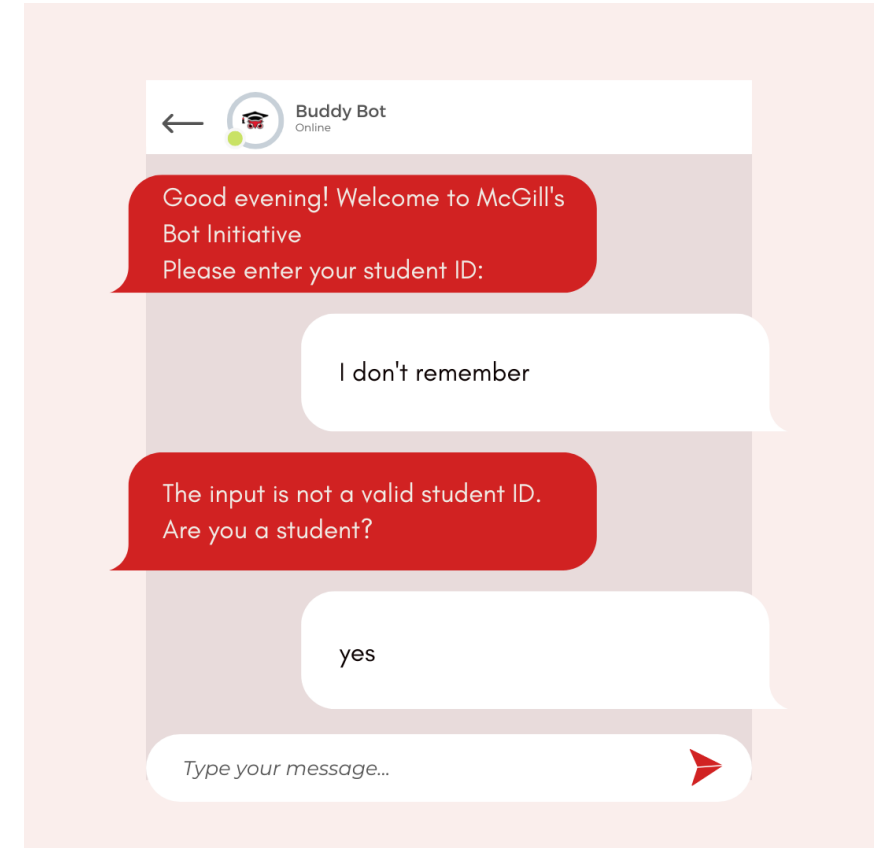 Buddy Bot
Online
Good evening! Welcome to McGill's
Bot Initiative
Please enter your student ID:
I don't remember
The input is not a valid student ID.
Are you a student?
yes
Type your message...